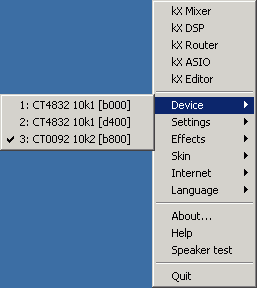 kX Mixer
kX DSP
kX Router
kX ASIO
kX Editor
Device
1: CT4832 10k1 [b000]
2: CT4832 10k1 [d400]
3: CT0092 10k2 [b800]
Settings
Effects
Skin
Internet
Language
About...
Help
Speaker test
Quit